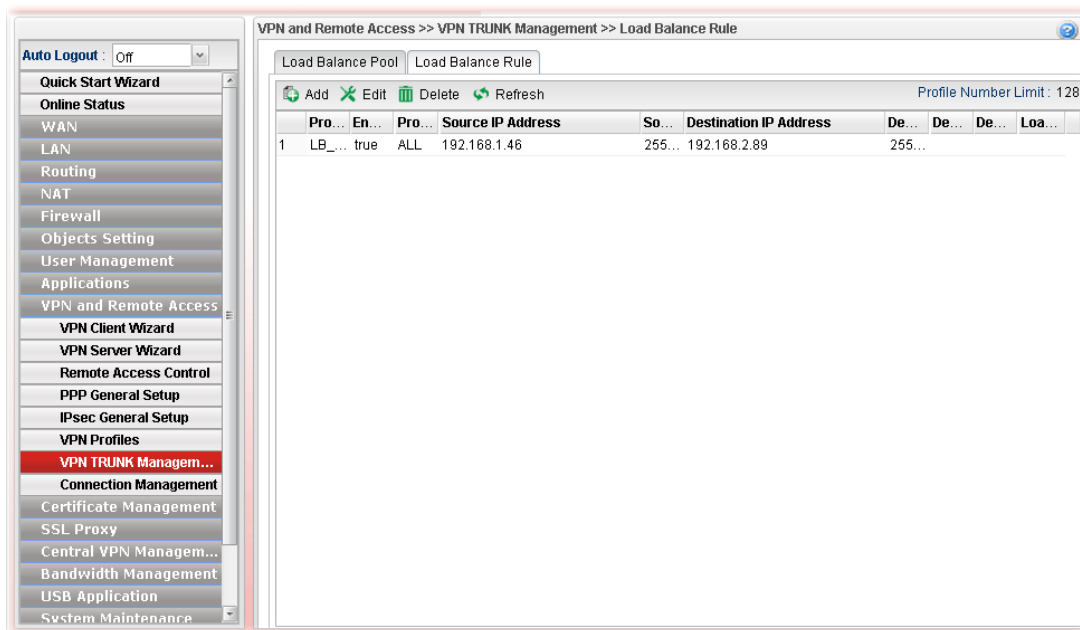 VPN and Remote Access >> VPN TRUNK Management >> Load Balance Rule
Auto Logout : Off
Quick Start Wizard
Online Status
WAN
LAN
Routing
NAT
Firewall
Objects Setting
User Management
Applications
VPN and Remote Access
VPN Client Wizard
VPN Server Wizard
Remote Access Control
PPP General Setup
IPsec General Setup
VPN Profiles
VPN TRUNK Managem...
Connection Management
Certificate Management
SSL Proxy
Central VPN Managem...
Bandwidth Management
USB Application
System Maintenance
Load Balance Pool Load Balance Rule
Add Edit Delete Refresh Profile Number Limit : 128
Pro... En... Pro... Source IP Address So... Destination IP Address De... De... De... Loa...
1 LB_... true ALL 192.168.1.46 255... 192.168.2.89 255...